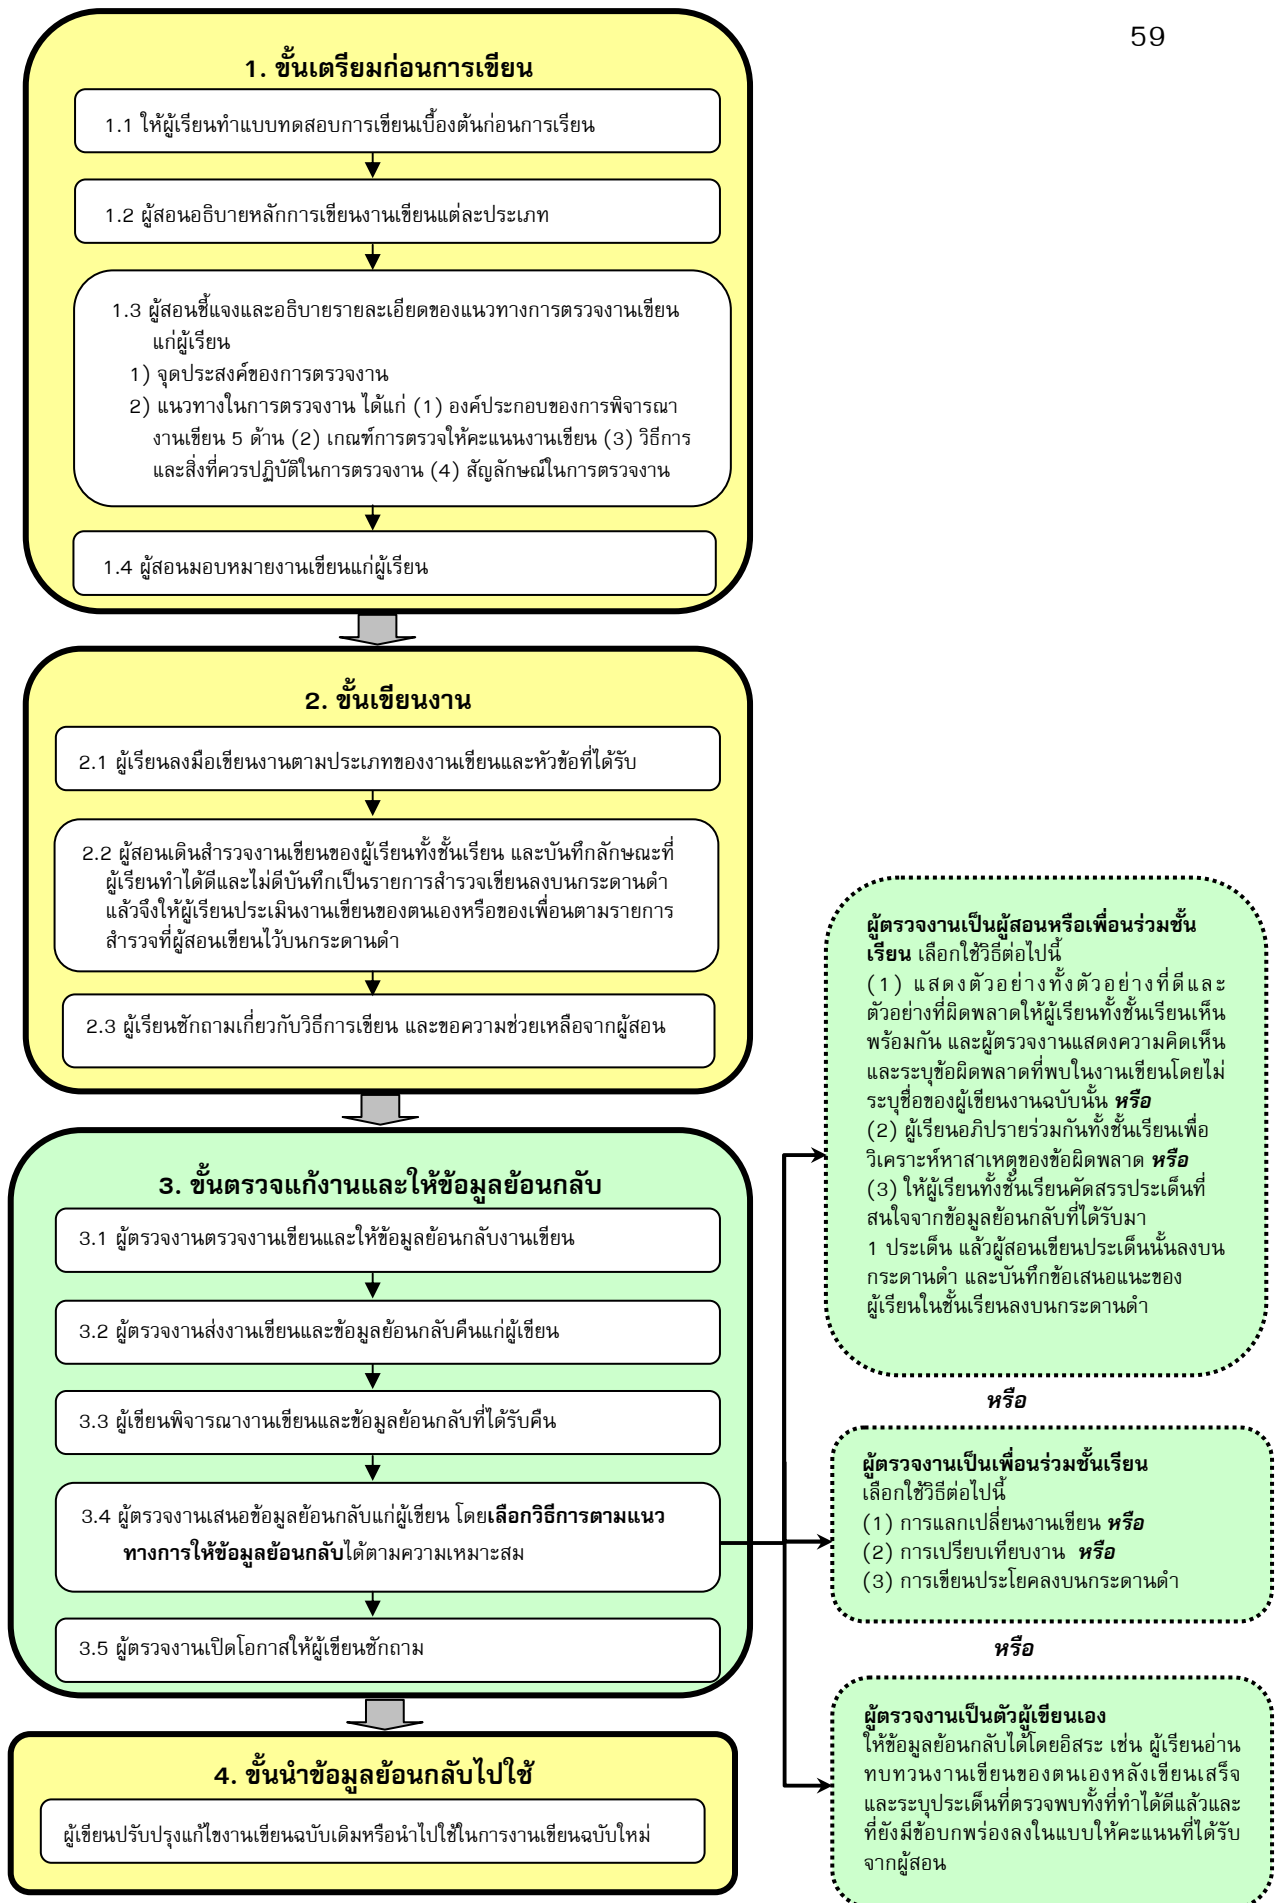 59
1. ขั้นเตรียมก่อนการเขียน
1.1 ให้ผู้เรียนทำแบบทดสอบการเขียนเบื้องต้นก่อนการเรียน
1.2 ผู้สอนอธิบายหลักการเขียนงานเขียนแต่ละประเภท
1.3 ผู้สอนชี้แจงและอธิบายรายละเอียดของแนวทางการตรวจงานเขียน
แก่ผู้เรียน
1) จุดประสงค์ของการตรวจงาน
2) แนวทางในการตรวจงาน ได้แก่ (1) องค์ประกอบของการพิจารณา
งานเขียน 5 ด้าน (2) เกณฑ์การตรวจให้คะแนนงานเขียน (3) วิธีการ
และสิ่งที่ควรปฏิบัติในการตรวจงาน (4) สัญลักษณ์ในการตรวจงาน
1.4 ผู้สอนมอบหมายงานเขียนแก่ผู้เรียน
2. ขั้นเขียนงาน
2.1 ผู้เรียนลงมือเขียนงานตามประเภทของงานเขียนและหัวข้อที่ได้รับ
2.2 ผู้สอนเดินสำรวจงานเขียนของผู้เรียนทั้งชั้นเรียน และบันทึกลักษณะที่
ผู้เรียนทำได้ดีและไม่ดีบันทึกเป็นรายการสำรวจเขียนลงบนกระดานดำ
แล้วจึงให้ผู้เรียนประเมินงานเขียนของตนเองหรือของเพื่อนตามรายการ
สำรวจที่ผู้สอนเขียนไว้บนกระดานดำ
2.3 ผู้เรียนซักถามเกี่ยวกับวิธีการเขียน และขอความช่วยเหลือจากผู้สอน
3. ขั้นตรวจแก้งานและให้ข้อมูลย้อนกลับ
3.1 ผู้ตรวจงานตรวจงานเขียนและให้ข้อมูลย้อนกลับงานเขียน
3.2 ผู้ตรวจงานส่งงานเขียนและข้อมูลย้อนกลับคืนแก่ผู้เขียน
3.3 ผู้เขียนพิจารณางานเขียนและข้อมูลย้อนกลับที่ได้รับคืน
3.4 ผู้ตรวจงานเสนอข้อมูลย้อนกลับแก่ผู้เขียน โดยเลือกวิธีการตามแนว
ทางการให้ข้อมูลย้อนกลับได้ตามความเหมาะสม
3.5 ผู้ตรวจงานเปิดโอกาสให้ผู้เขียนซักถาม
4. ขั้นนำข้อมูลย้อนกลับไปใช้
ผู้เขียนปรับปรุงแก้ไขงานเขียนฉบับเดิมหรือนำไปใช้ในการงานเขียนฉบับใหม่
ผู้ตรวจงานเป็นผู้สอนหรือเพื่อนร่วมชั้น
เรียน เลือกใช้วิธีต่อไปนี้
(1) แสดงตัวอย่างทั้งตัวอย่างที่ดีและ
ตัวอย่างที่ผิดพลาดให้ผู้เรียนทั้งชั้นเรียนเห็น
พร้อมกัน และผู้ตรวจงานแสดงความคิดเห็น
และระบุข้อผิดพลาดที่พบในงานเขียนโดยไม่
ระบุชื่อของผู้เขียนงานฉบับนั้น หรือ
(2) ผู้เรียนอภิปรายร่วมกันทั้งชั้นเรียนเพื่อ
วิเคราะห์หาสาเหตุของข้อผิดพลาด หรือ
(3) ให้ผู้เรียนทั้งชั้นเรียนคัดสรรประเด็นที่
สนใจจากข้อมูลย้อนกลับที่ได้รับมา
1 ประเด็น แล้วผู้สอนเขียนประเด็นนั้นลงบน
กระดานดำ และบันทึกข้อเสนอแนะของ
ผู้เรียนในชั้นเรียนลงบนกระดานดำ
หรือ
ผู้ตรวจงานเป็นเพื่อนร่วมชั้นเรียน
เลือกใช้วิธีต่อไปนี้
(1) การแลกเปลี่ยนงานเขียน หรือ
(2) การเปรียบเทียบงาน หรือ
(3) การเขียนประโยคลงบนกระดานดำ
หรือ
ผู้ตรวจงานเป็นตัวผู้เขียนเอง
ให้ข้อมูลย้อนกลับได้โดยอิสระ เช่น ผู้เรียนอ่าน
ทบทวนงานเขียนของตนเองหลังเขียนเสร็จ
และระบุประเด็นที่ตรวจพบทั้งที่ทำได้ดีแล้วและ
ที่ยังมีข้อบกพร่องลงในแบบให้คะแนนที่ได้รับ
จากผู้สอน